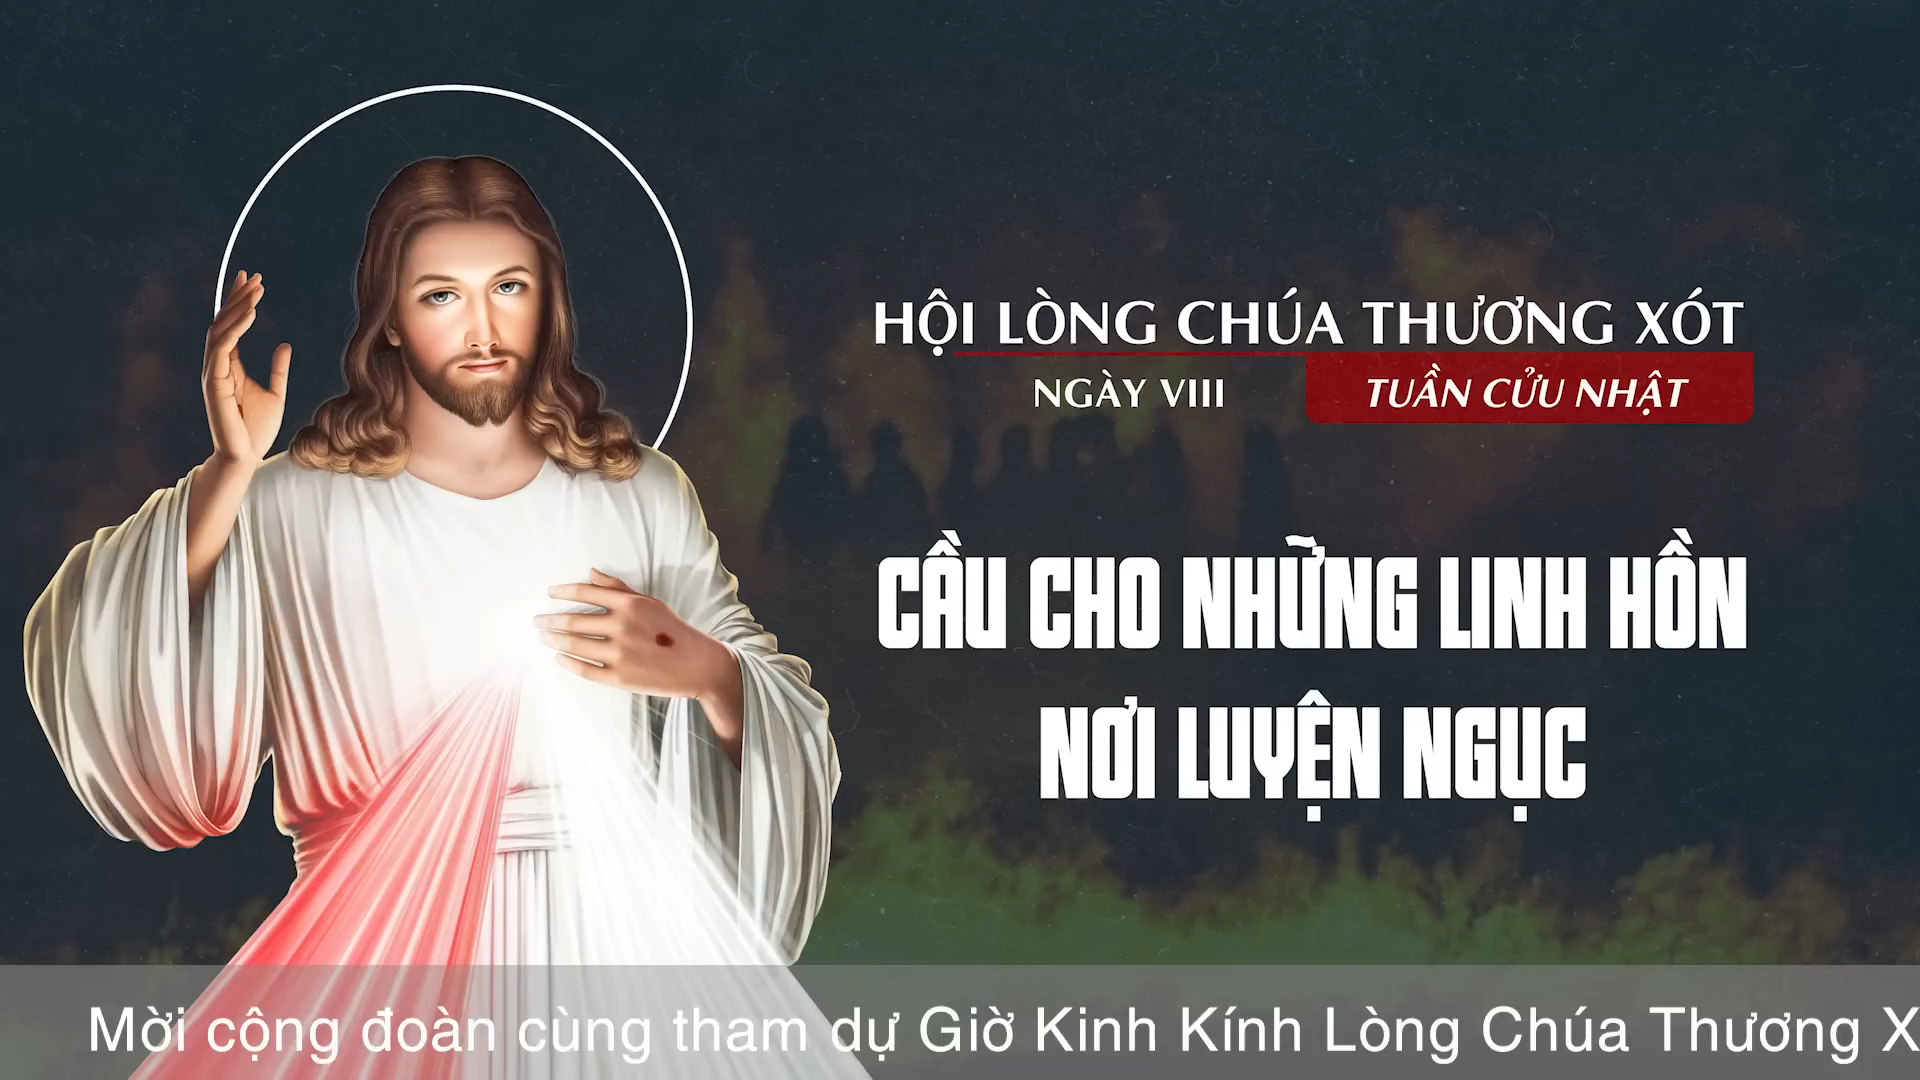 HỘI LÒNG CHÚA THƯƠNG XÓT
NGÀY VIII
TUẦN CỬU NHẬT
CẦU CHO NHỮNG LINH HỒN
NƠI LUYỆN NGỤC
Mời cộng đoàn cùng tham dự Giờ Kinh Kính Lòng Chúa Thương X